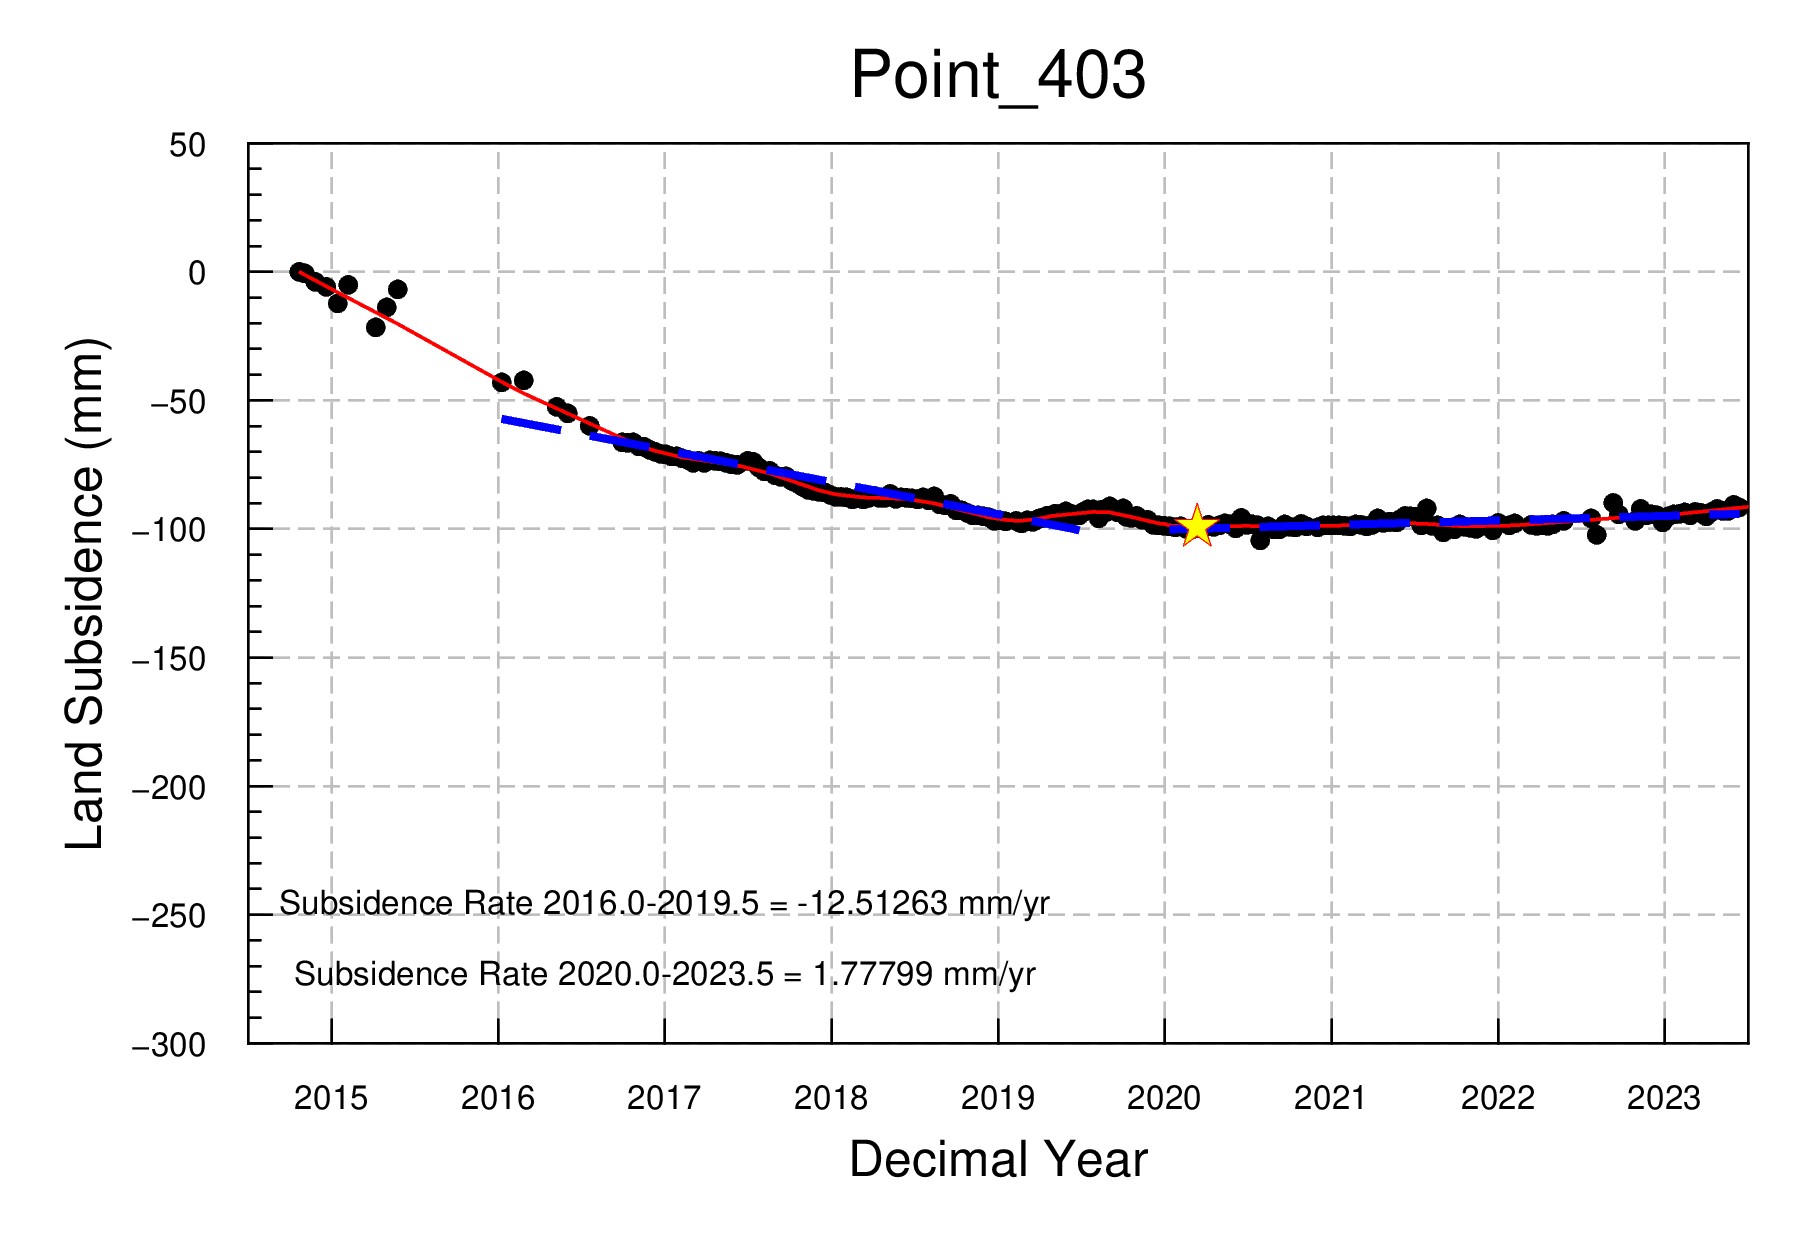 Point_403
50
0
−50
−100
−150
−200
−250
−300
Land Subsidence (mm)
Subsidence Rate 2016.0-2019.5 = -12.51263 mm/yr
Subsidence Rate 2020.0-2023.5 = 1.77799 mm/yr
2015 2016 2017 2018 2019 2020 2021 2022 2023
Decimal Year